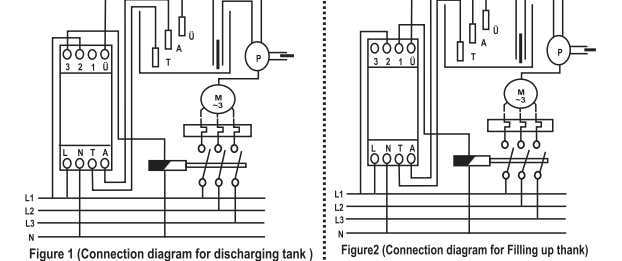 Ü
A
T
P
3 2 1 Ü
M
~3
L N T A
L1
L2
L3
N
Figure 1 (Connection diagram for discharging tank )
Ü
A
T
P
3 2 1 Ü
M
~3
L N T A
L1
L2
L3
N
Figure2 (Connection diagram for Filling up thank)